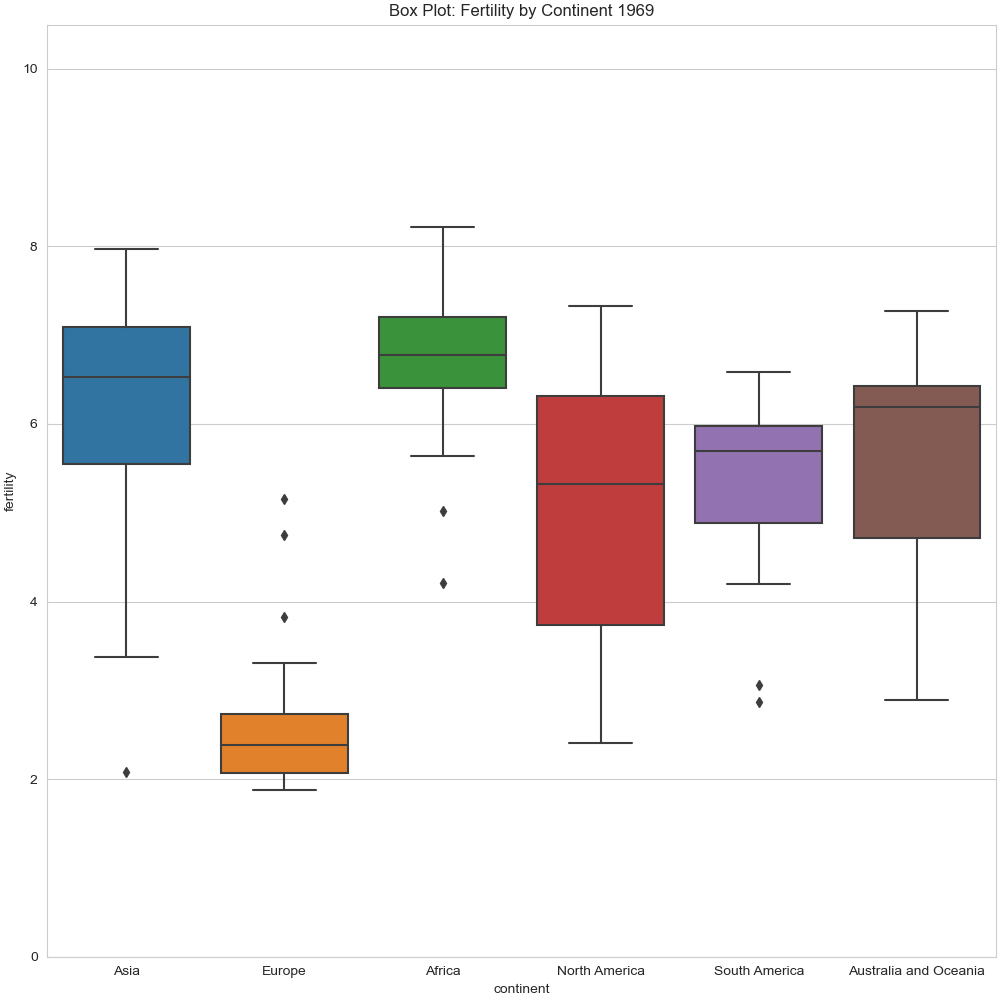 Box Plot: Fertility by Continent 1969
10
8
6
4
2
0
fertility
Asia
Europe
Africa
North America
South America
Australia and Oceania
continent